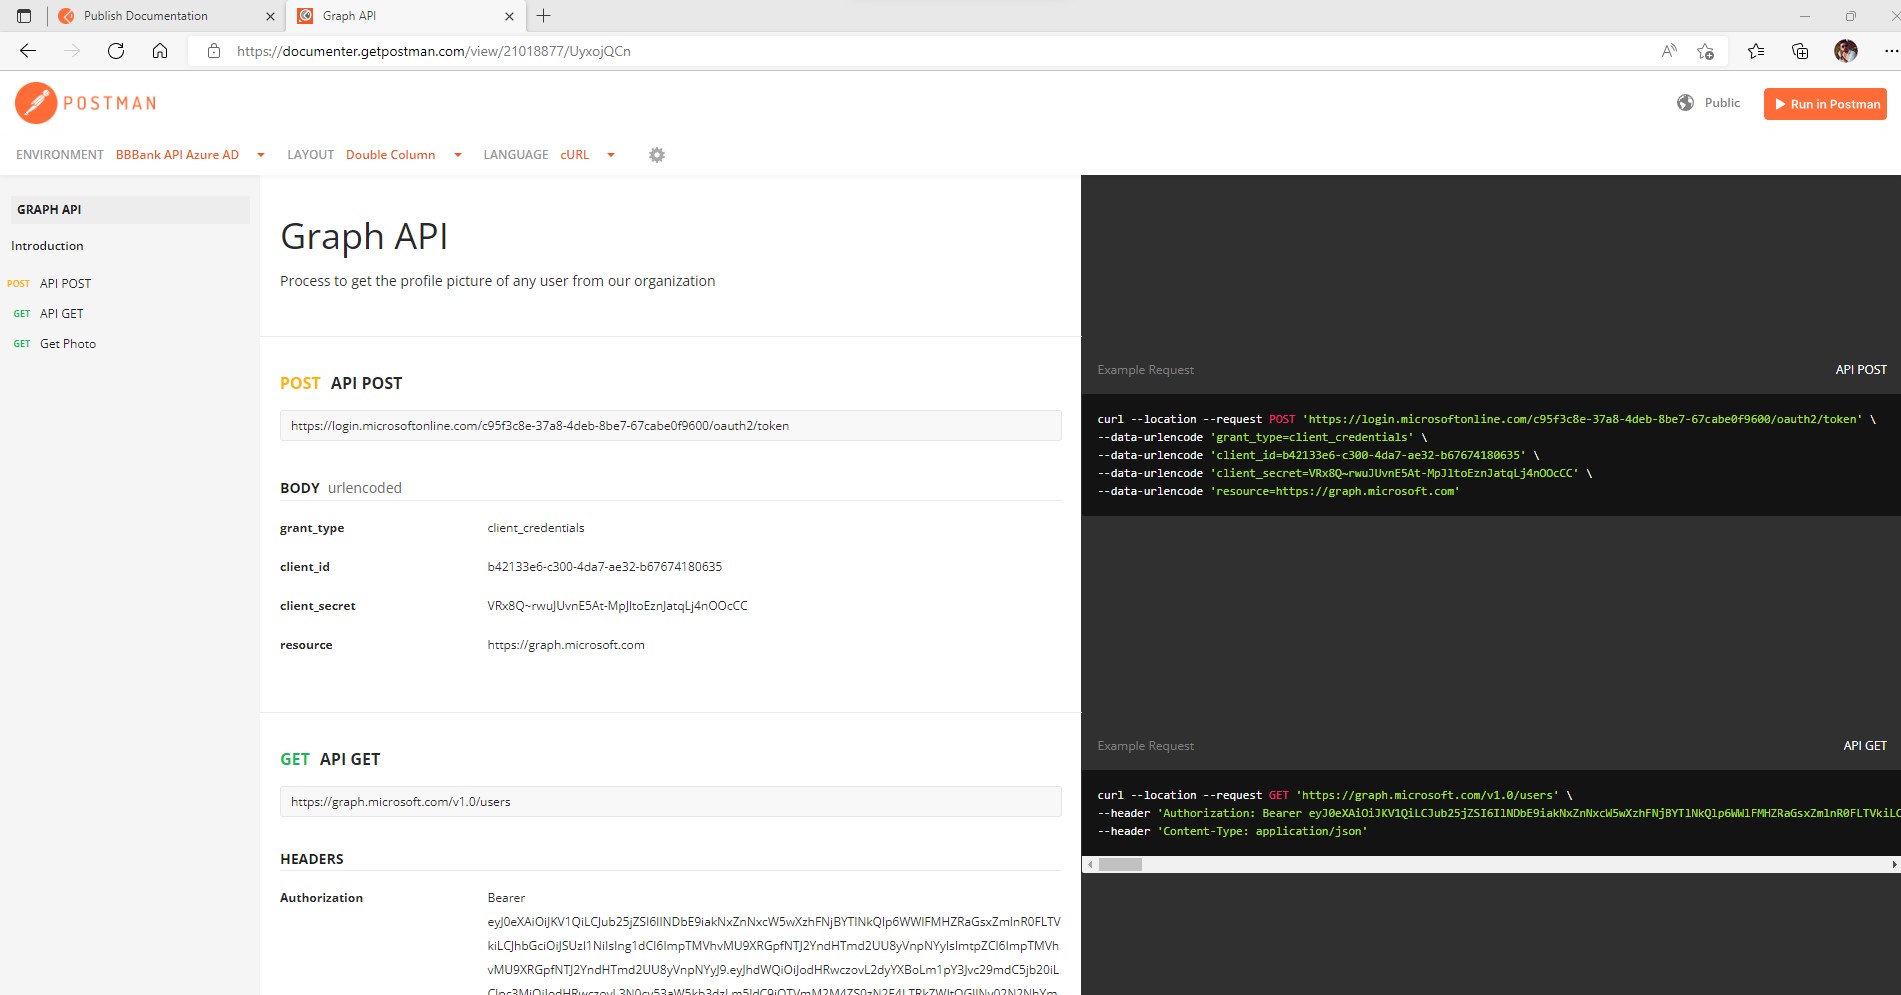 Publish Documentation
Graph API
https://documenter.getpostman.com/view/21018877/UyxojQCn
POSTMAN
Public
Run in Postman
ENVIRONMENT BBBank API Azure AD LAYOUT Double Column LANGUAGE cURL
GRAPH API
Introduction
POST API POST
GET API GET
GET Get Photo
Graph API
Process to get the profile picture of any user from our organization
POST API POST
https://login.microsoftonline.com/c95f3c8e-37a8-4deb-8be7-67cabe0f9600/oauth2/token
BODY urlencoded
grant_type client_credentials
client_id b42133e6-c300-4da7-ae32-b67674180635
client_secret VRx8Q~rwuJUvnE5At-MpJltoEznJatqLj4nOOcCC
resource https://graph.microsoft.com
Example Request API POST
curl --location --request POST 'https://login.microsoftonline.com/c95f3c8e-37a8-4deb-8be7-67cabe0f9600/oauth2/token' \
--data-urlencode 'grant_type=client_credentials' \
--data-urlencode 'client_id=b42133e6-c300-4da7-ae32-b67674180635' \
--data-urlencode 'client_secret=VRx8Q~rwuJUvnE5At-MpJltoEznJatqLj4nOOcCC' \
--data-urlencode 'resource=https://graph.microsoft.com'
GET API GET
https://graph.microsoft.com/v1.0/users
HEADERS
Authorization Bearer
Example Request API GET
curl --location --request GET 'https://graph.microsoft.com/v1.0/users' \
--header 'Authorization: Bearer
--header 'Content-Type: application/json'